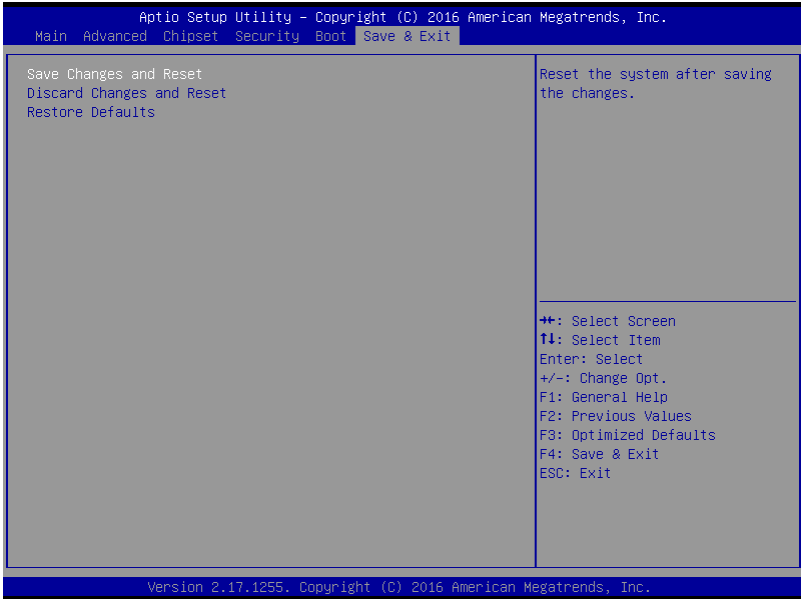 Aptio Setup Utility – Copyright (C) 2016 American Megatrends, Inc.
Main Advanced Chipset Security Boot Save & Exit
Save Changes and Reset
Discard Changes and Reset
Restore Defaults
Reset the system after saving
the changes.
→←: Select Screen
↑↓: Select Item
Enter: Select
+/-: Change Opt.
F1: General Help
F2: Previous Values
F3: Optimized Defaults
F4: Save & Exit
ESC: Exit
Version 2.17.1255. Copyright (C) 2016 American Megatrends, Inc.